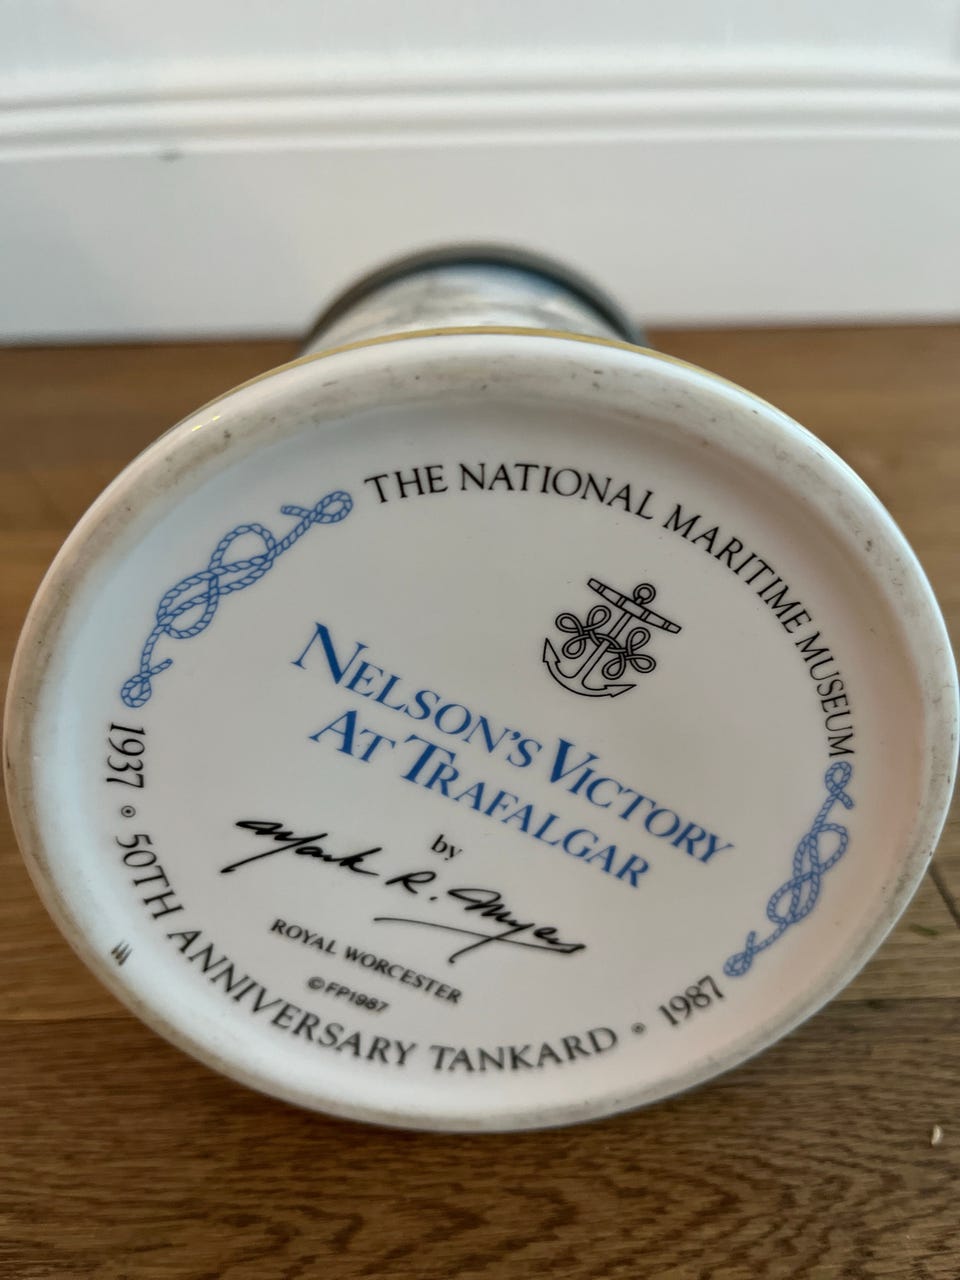 THE NATIONAL MARITIME MUSEUM
NELSON'S VICTORY
AT TRAFALGAR
by
Mark R. Myers
ROYAL WORCESTER
©FP1987
1937 • 50TH ANNIVERSARY TANKARD • 1987